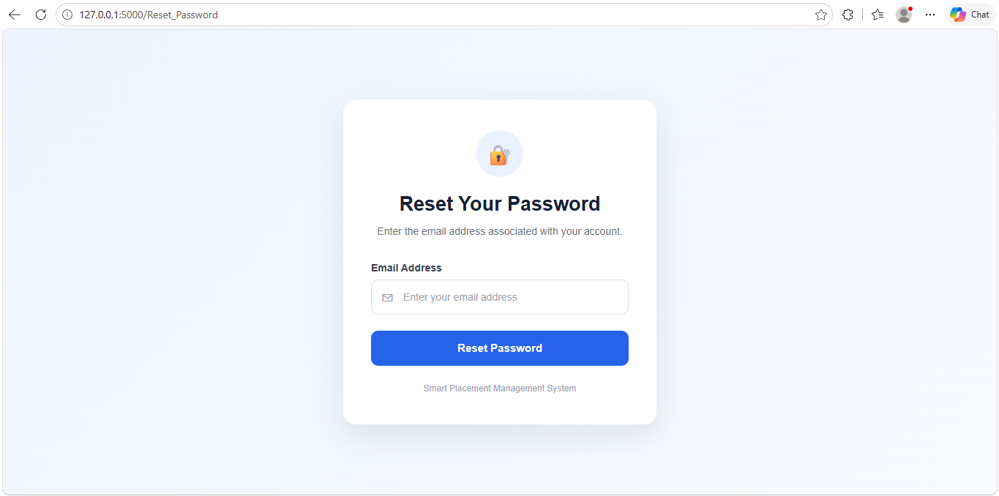 127.0.0.1:5000/Reset_Password
Chat
Reset Your Password
Enter the email address associated with your account.
Email Address
Enter your email address
Reset Password
Smart Placement Management System